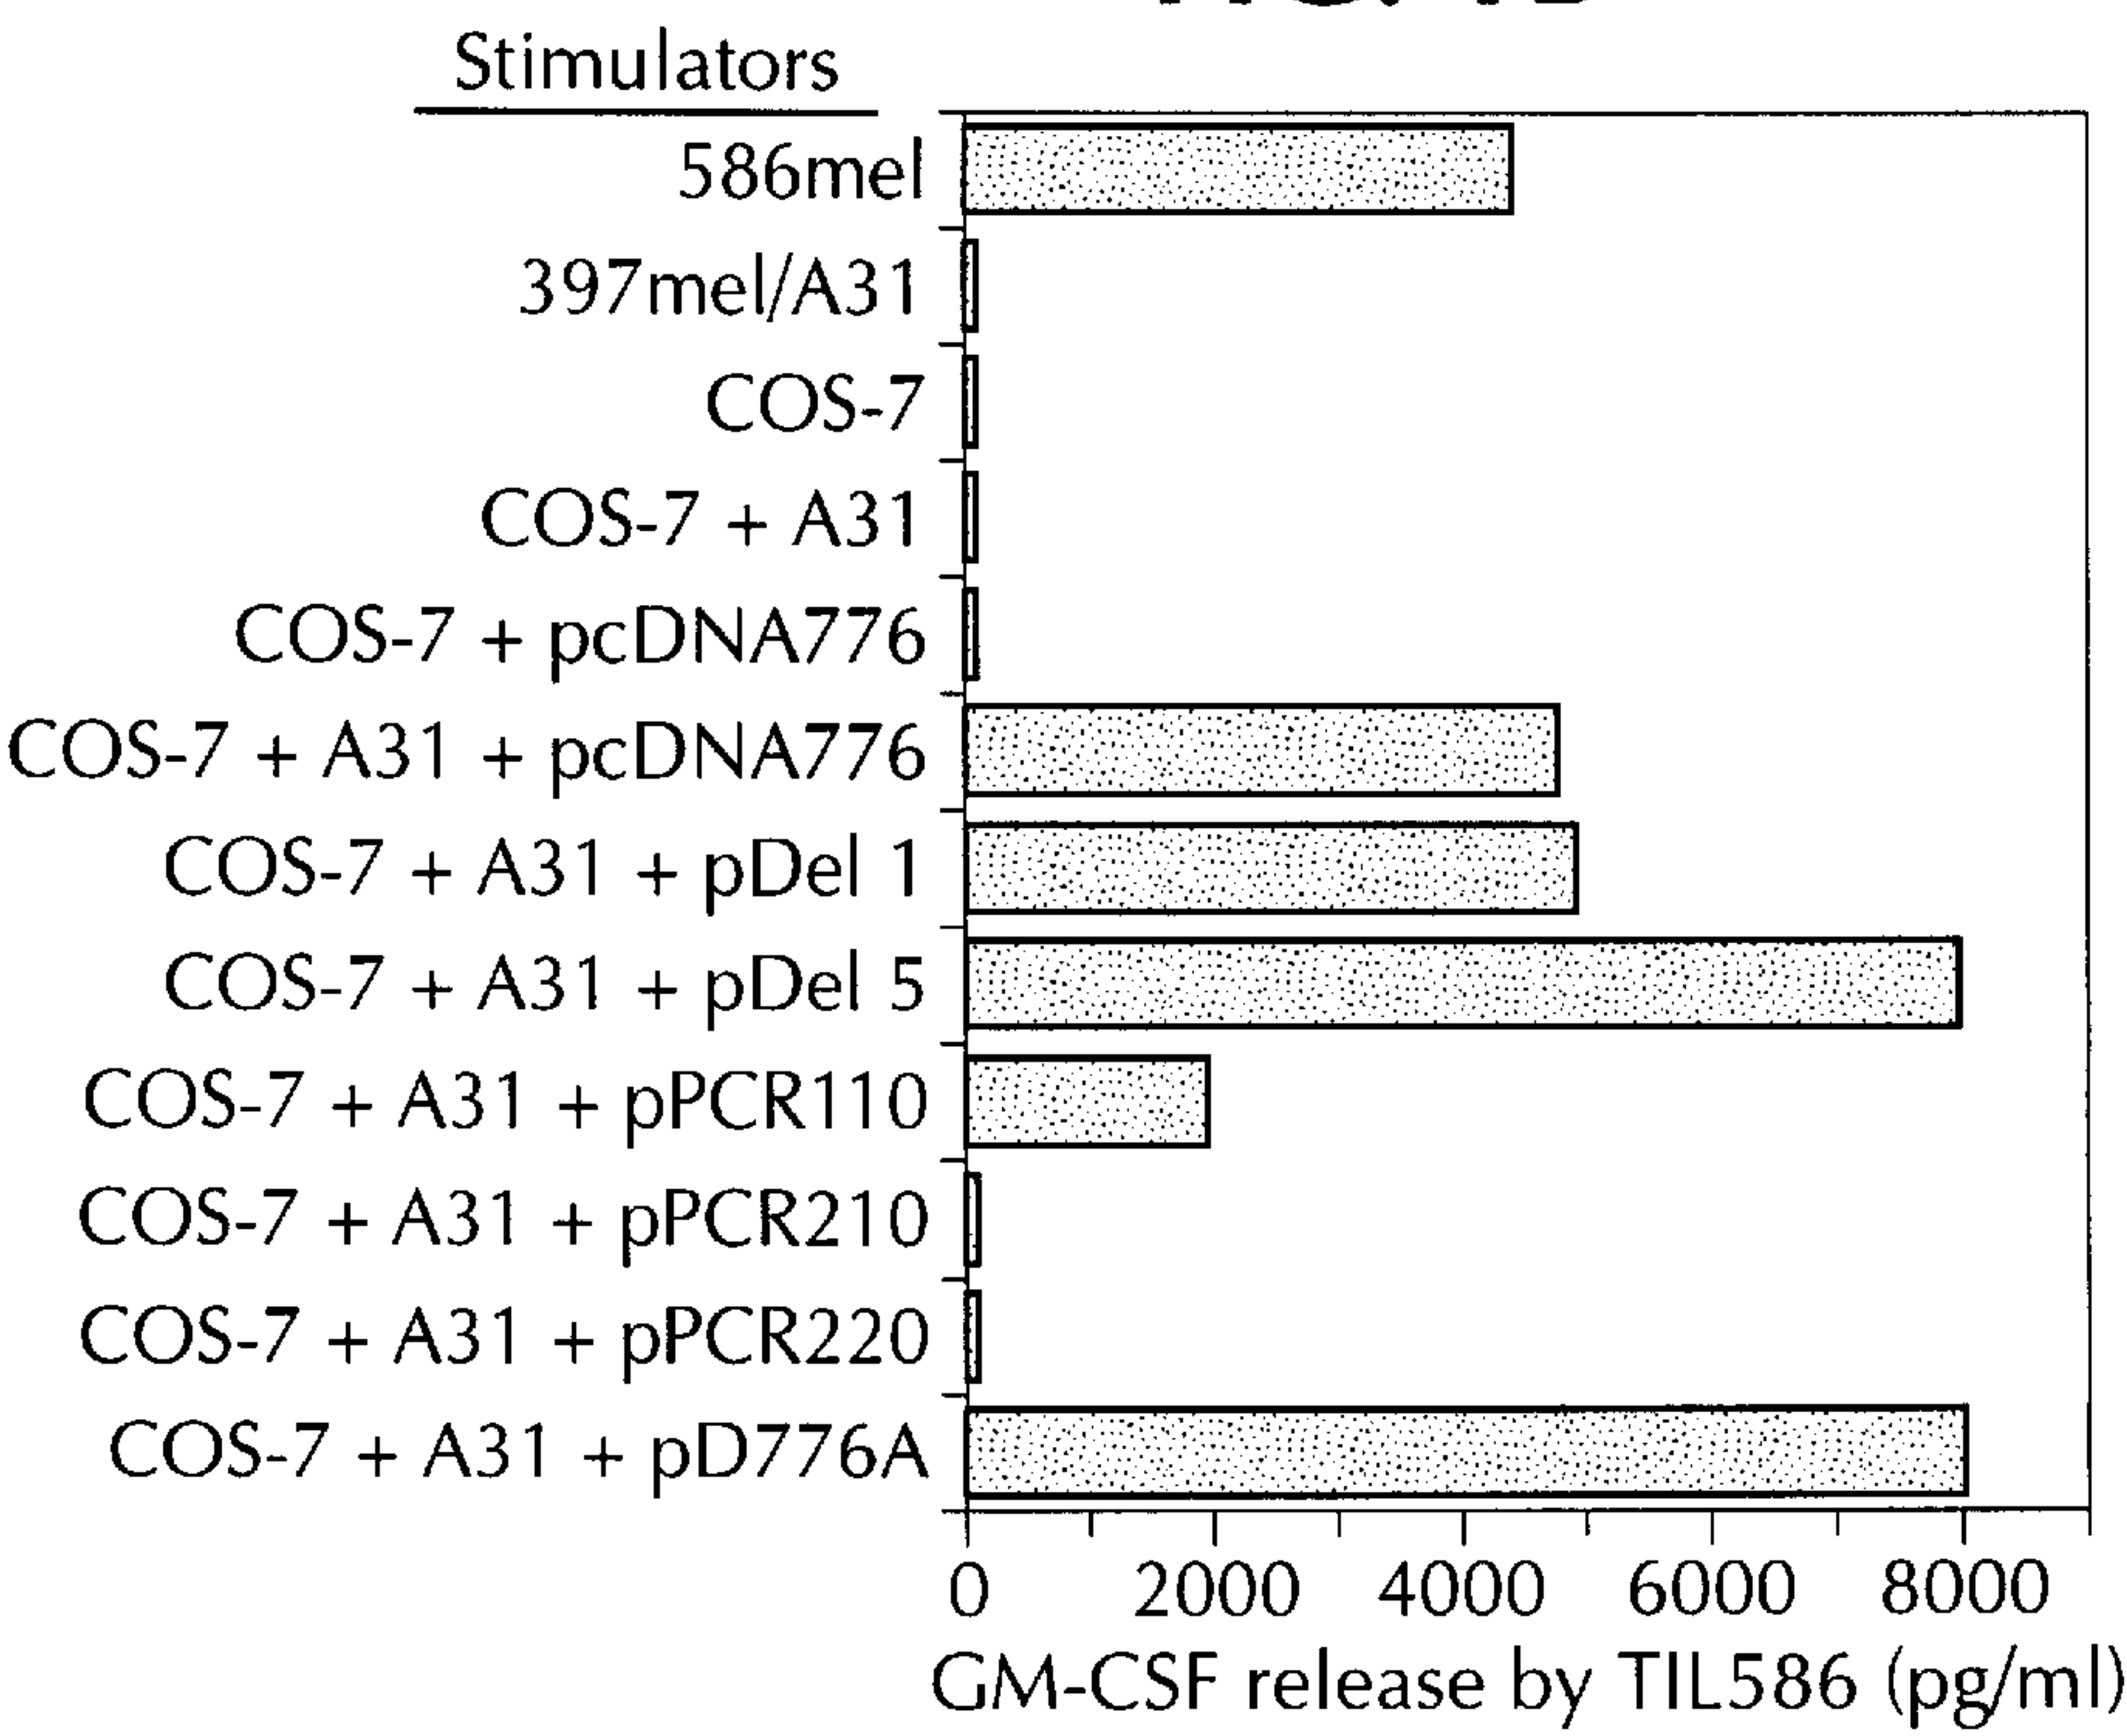 Stimulators
586mel
397mel/A31
COS-7
COS-7 + A31
COS-7 + pcDNA776
COS-7 + A31 + pcDNA776
COS-7 + A31 + pDel 1
COS-7 + A31 + pDel 5
COS-7 + A31 + pPCR110
COS-7 + A31 + pPCR210
COS-7 + A31 + pPCR220
COS-7 + A31 + pD776A
0 2000 4000 6000 8000
GM-CSF release by TIL586 (pg/ml)